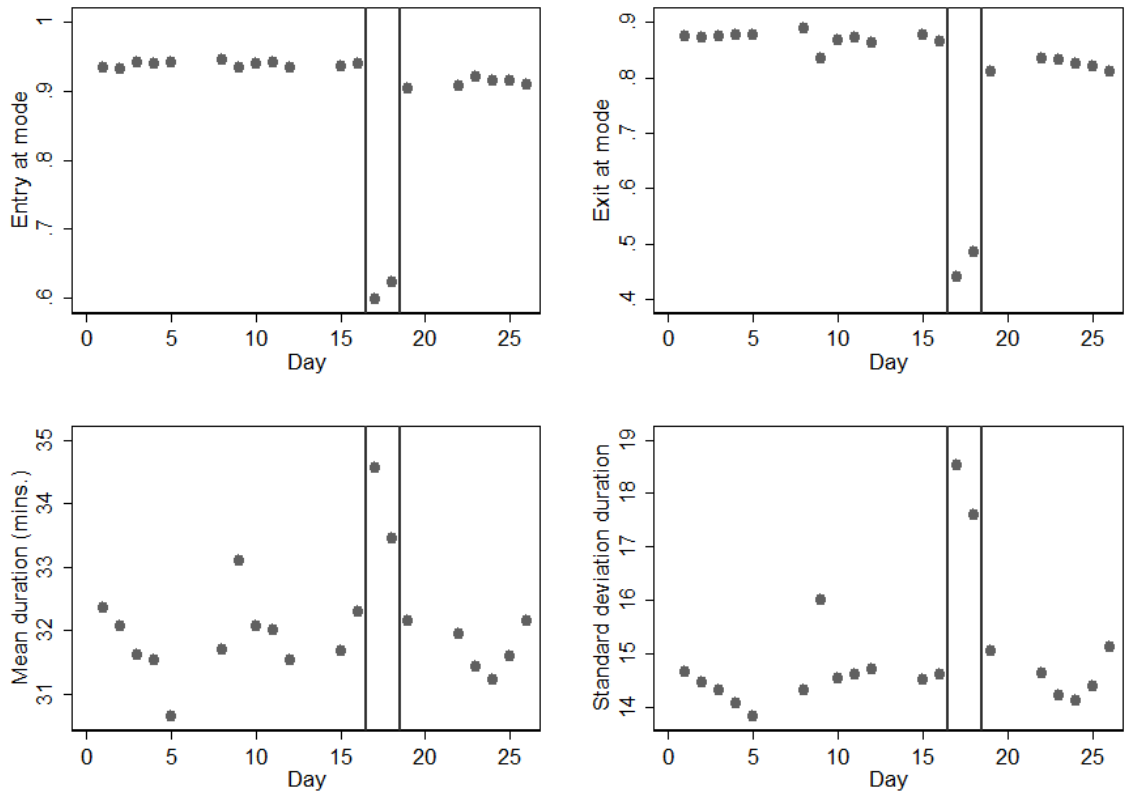 Entry at mode
1
.9
.8
.7
.6
0 5 10 15 20 25
Day
Exit at mode
.9
.8
.7
.6
.5
.4
0 5 10 15 20 25
Day
Mean duration (mins.)
35
34
33
32
31
0 5 10 15 20 25
Day
Standard deviation duration
19
18
17
16
15
14
0 5 10 15 20 25
Day